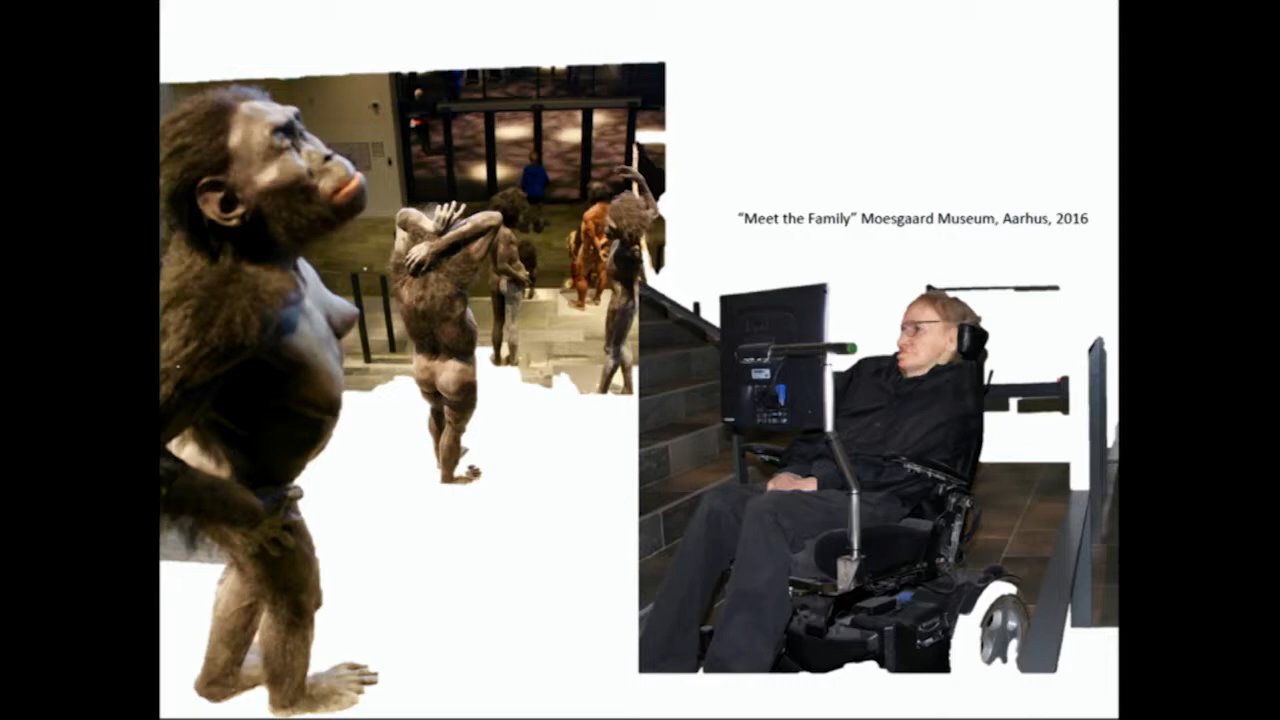 “Meet the Family” Moesgaard Museum, Aarhus, 2016